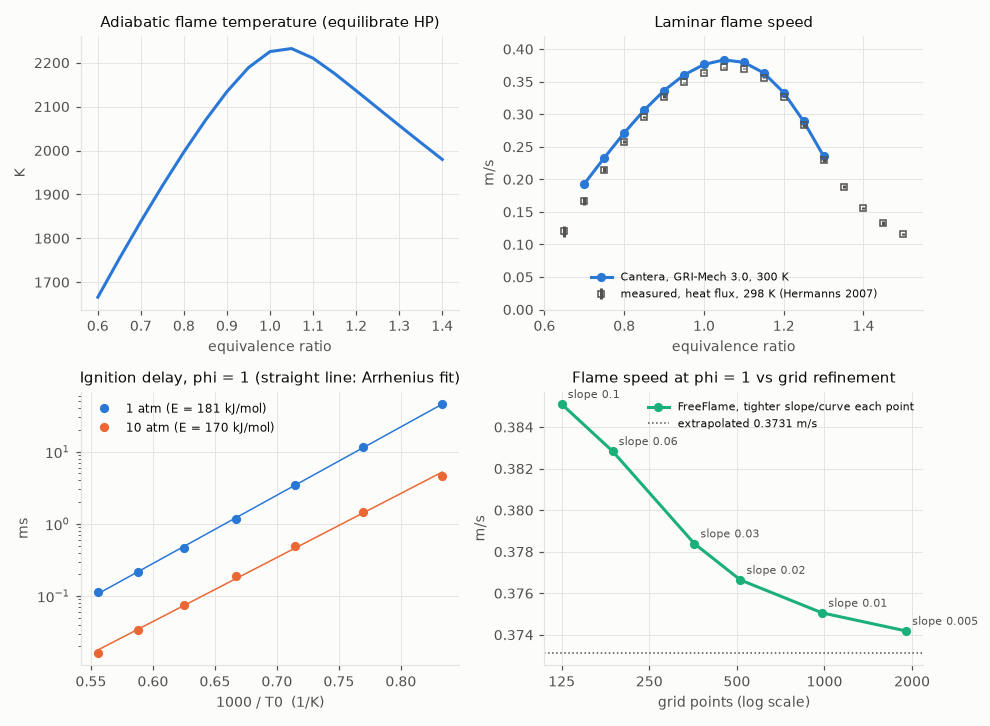 Adiabatic flame temperature (equilibrate HP)
K
2200
2100
2000
1900
1800
1700
0.6 0.7 0.8 0.9 1.0 1.1 1.2 1.3 1.4
equivalence ratio
Laminar flame speed
m/s
0.40
0.35
0.30
0.25
0.20
0.15
0.10
0.05
0.00
Cantera, GRI-Mech 3.0, 300 K
measured, heat flux, 298 K (Hermanns 2007)
0.6 0.8 1.0 1.2 1.4
equivalence ratio
Ignition delay, phi = 1 (straight line: Arrhenius fit)
1 atm (E = 181 kJ/mol)
10 atm (E = 170 kJ/mol)
ms
10¹
10⁰
10⁻¹
0.55 0.60 0.65 0.70 0.75 0.80
1000 / T0 (1/K)
Flame speed at phi = 1 vs grid refinement
slope 0.1
FreeFlame, tighter slope/curve each point
extrapolated 0.3731 m/s
slope 0.06
slope 0.03
slope 0.02
slope 0.01
slope 0.005
m/s
0.384
0.382
0.380
0.378
0.376
0.374
125 250 500 1000 2000
grid points (log scale)